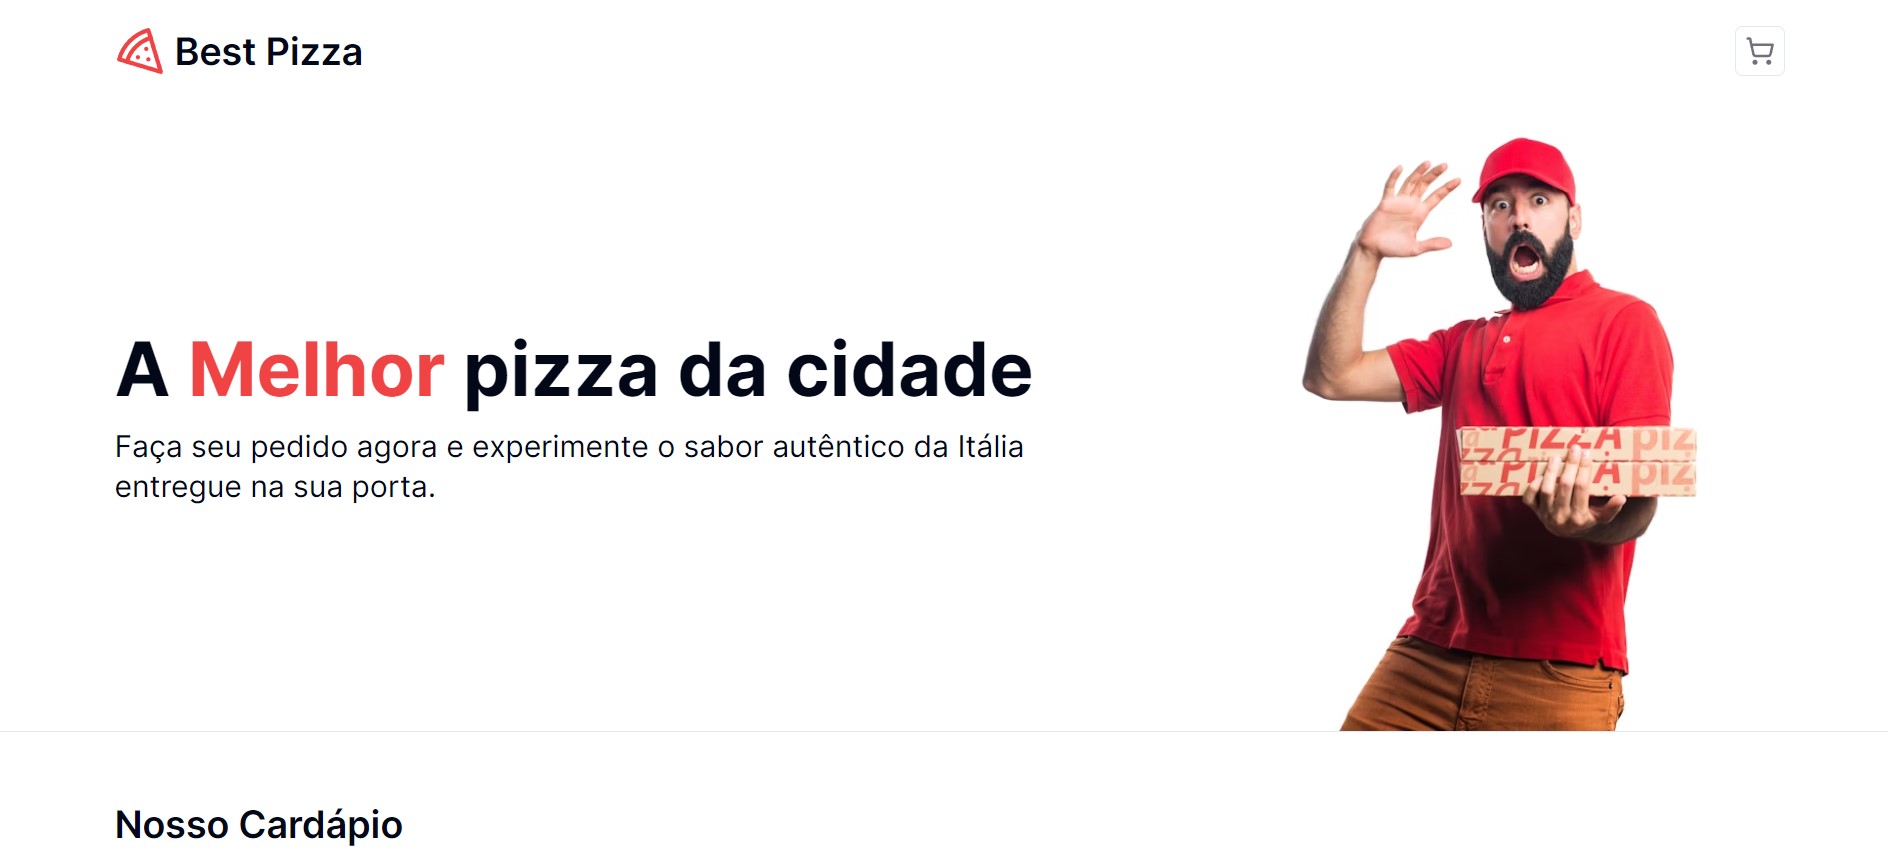 Best Pizza
A Melhor pizza da cidade
Faça seu pedido agora e experimente o sabor autêntico da Itália
entregue na sua porta.
PIZZA piz
PIZZA piz
Nosso Cardápio